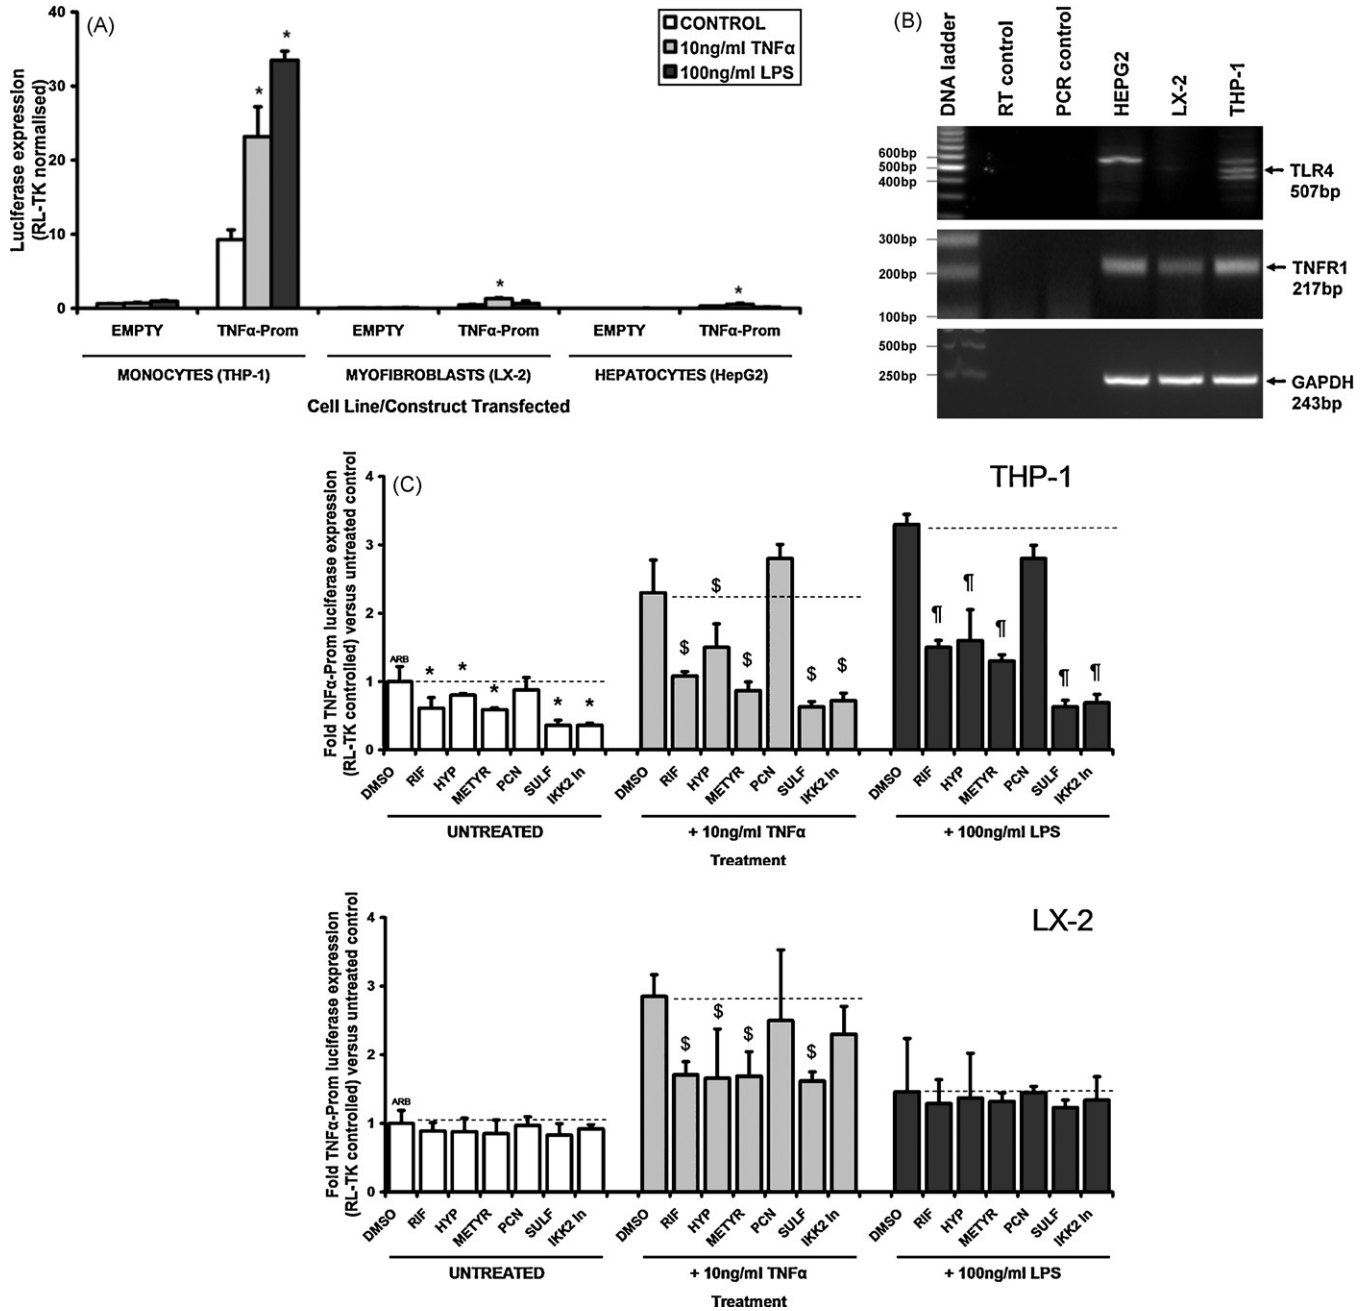 (A)
CONTROL
10ng/ml TNFα
100ng/ml LPS
Luciferase expression
(RL-TK normalised)
40
30
20
10
0
*
*
*
*
EMPTY
TNFα-Prom
EMPTY
TNFα-Prom
EMPTY
TNFα-Prom
MONOCYTES (THP-1)
MYOFIBROBLASTS (LX-2)
HEPATOCYTES (HepG2)
Cell Line/Construct Transfected
(B)
DNA ladder
RT control
PCR control
HEPG2
LX-2
THP-1
600bp
500bp
400bp
TLR4
507bp
300bp
200bp
100bp
TNFR1
217bp
500bp
250bp
GAPDH
243bp
(C)
THP-1
Fold TNFα-Prom luciferase expression
(RL-TK controlled) versus untreated control
4
3
2
1
0
ARB
*
*
*
*
*
$
$
$
$
$
¶
¶
¶
¶
¶
DMSO
RIF
HYP
METYR
PCN
SULF
IKK2 In
DMSO
RIF
HYP
METYR
PCN
SULF
IKK2 In
DMSO
RIF
HYP
METYR
PCN
SULF
IKK2 In
UNTREATED
+ 10ng/ml TNFα
+ 100ng/ml LPS
Treatment
LX-2
Fold TNFα-Prom luciferase expression
(RL-TK controlled) versus untreated control
4
3
2
1
0
ARB
$
$
$
$
DMSO
RIF
HYP
METYR
PCN
SULF
IKK2 In
DMSO
RIF
HYP
METYR
PCN
SULF
IKK2 In
DMSO
RIF
HYP
METYR
PCN
SULF
IKK2 In
UNTREATED
+ 10ng/ml TNFα
+ 100ng/ml LPS
Treatment